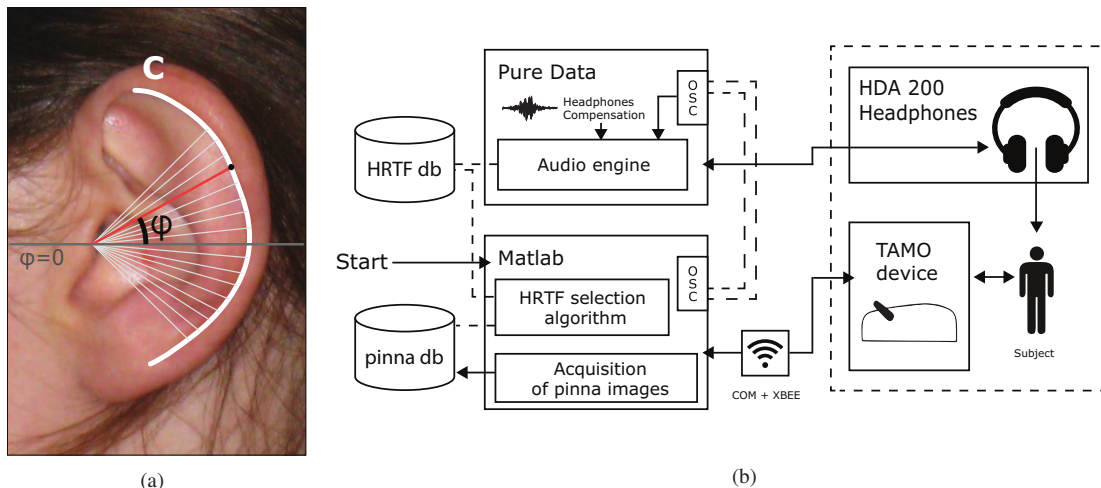 C
φ
φ=0
(a)
Pure Data
Headphones
Compensation
O
S
C
Audio engine
HRTF db
Start
Matlab
O
S
C
HRTF selection
algorithm
pinna db
Acquisition
of pinna images
COM + XBEE
HDA 200
Headphones
TAMO
device
Subject
(b)